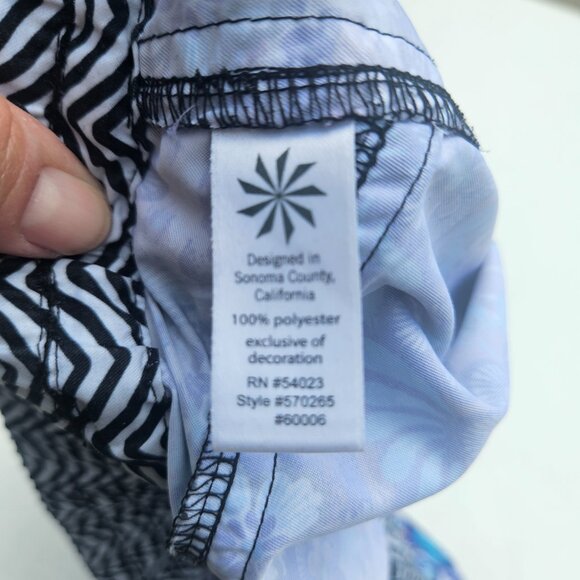 Designed in
Sonoma County,
California
100% polyester
exclusive of
decoration
RN #54023
Style #570265
#60006